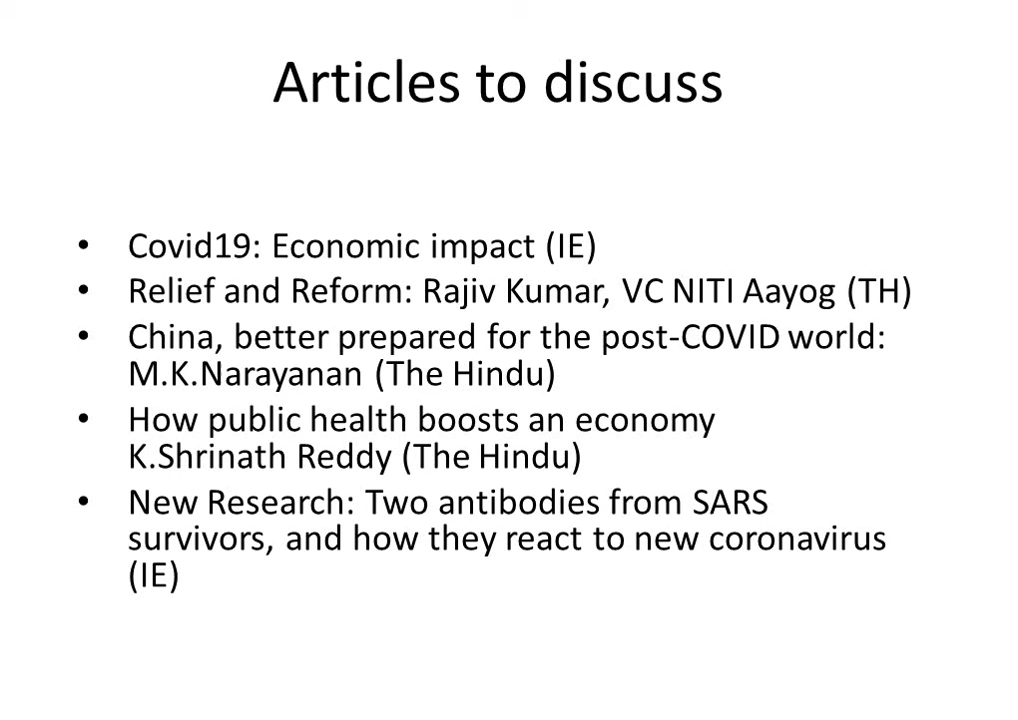 Articles to discuss
• Covid19: Economic impact (IE)
• Relief and Reform: Rajiv Kumar, VC NITI Aayog (TH)
• China, better prepared for the post-COVID world:
M.K.Narayanan (The Hindu)
• How public health boosts an economy
K.Shrinath Reddy (The Hindu)
• New Research: Two antibodies from SARS
survivors, and how they react to new coronavirus
(IE)